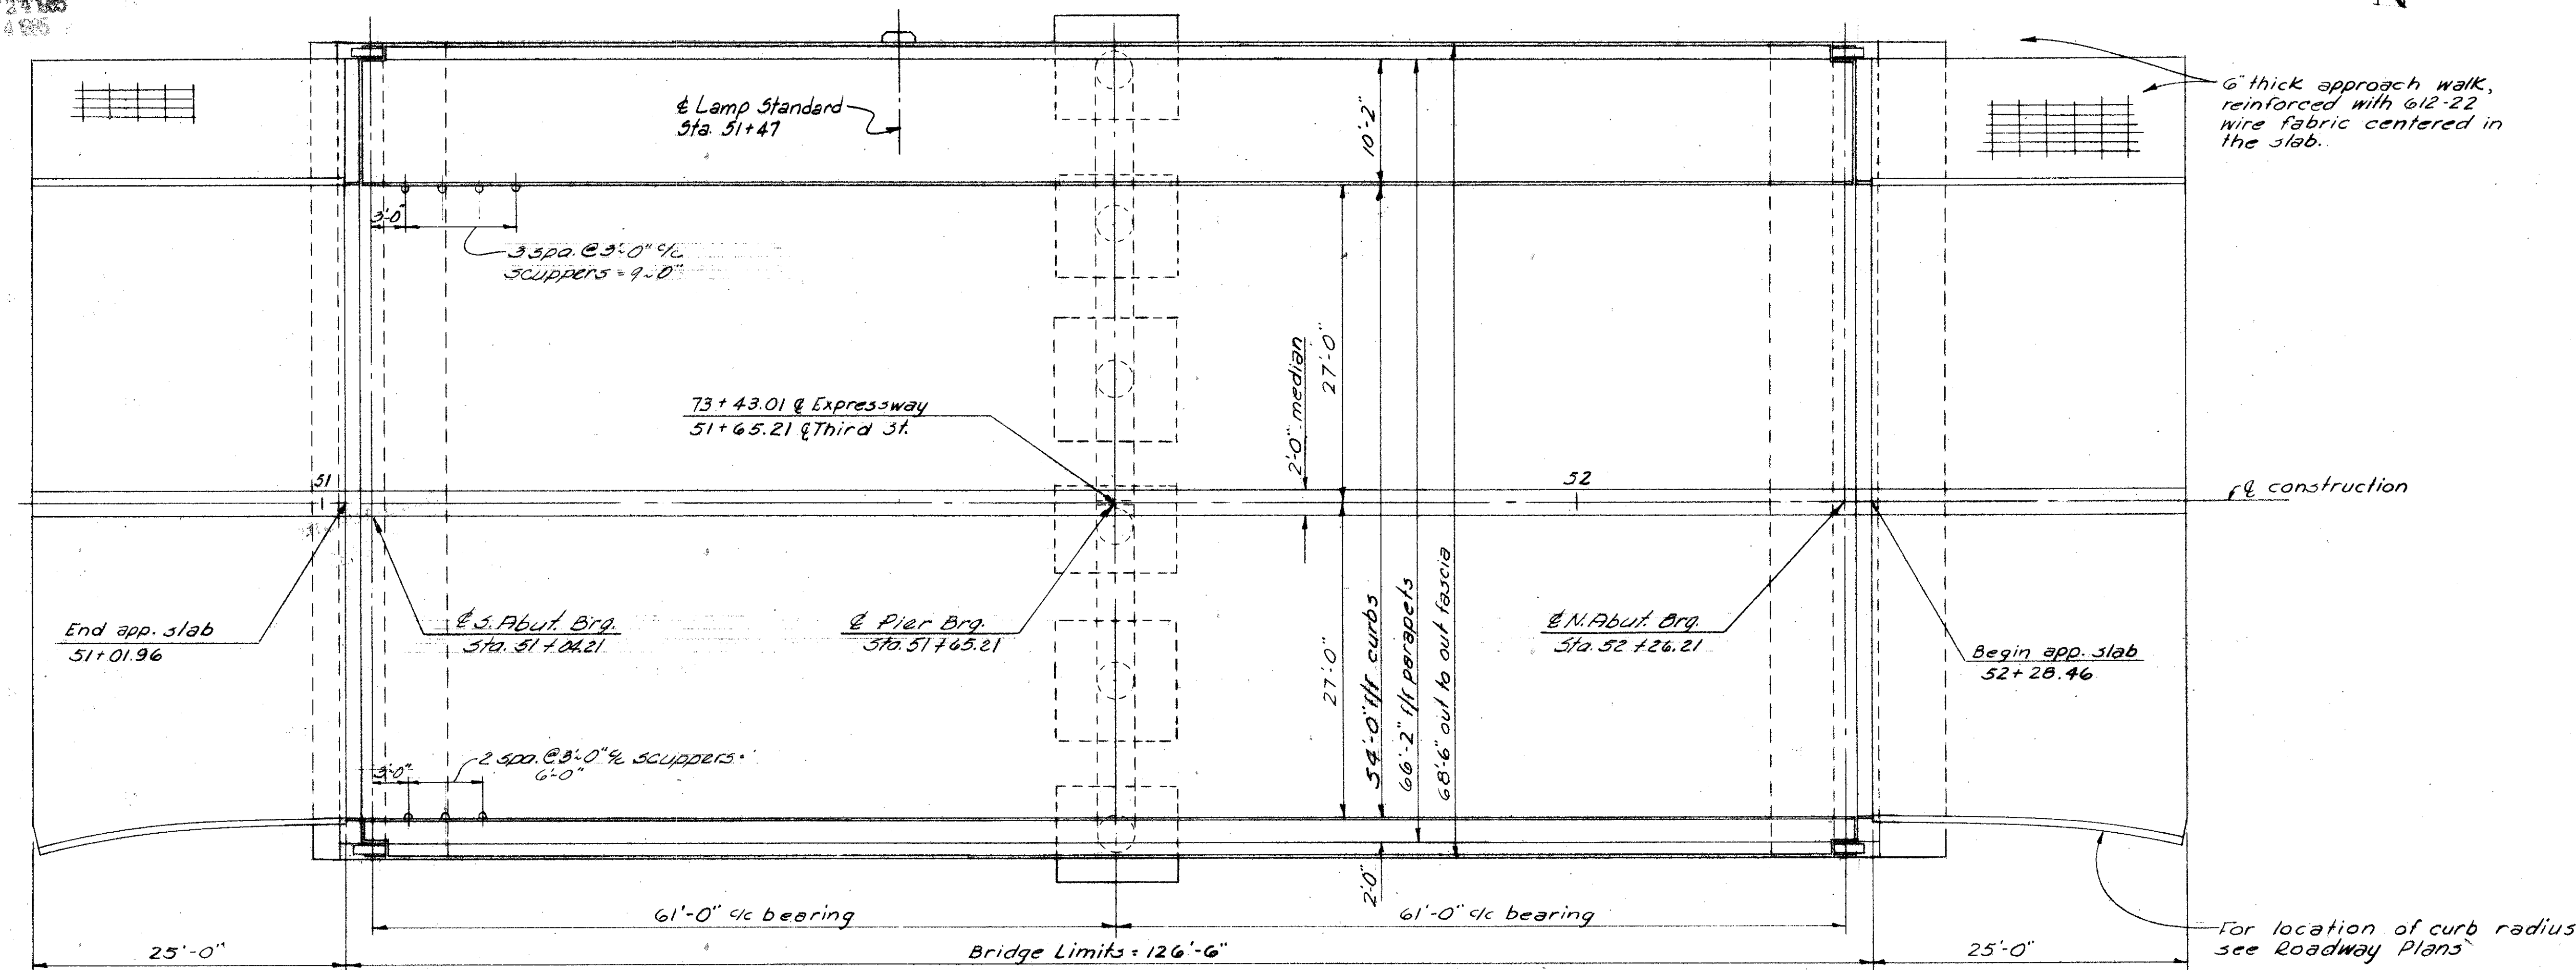 N
6" thick approach walk,
reinforced with 612-22
wire fabric centered in
the slab.
℄ Lamp Standard
Sta. 51+47
10'-2"
3'-0"
3 spa. @ 3'-0" c/c
scuppers = 9'-0"
2'-0" median
27'-0"
73+43.01 ℄ Expressway
51+65.21 ℄ Third St.
51
52
℄ construction
End app. slab
51+01.96
℄ S. Abut. Brg.
Sta. 51+04.21
℄ Pier Brg.
Sta. 51+65.21
27'-0"
54'-0" f/f curbs
66'-2" f/f parapets
68'-6" out to out fascia
℄ N. Abut. Brg.
Sta. 52+26.21
Begin app. slab
52+28.46
3'-0"
2 spa. @ 3'-0" c/c scuppers =
6'-0"
2'-0"
61'-0" c/c bearing
61'-0" c/c bearing
25'-0"
Bridge Limits = 126'-6"
25'-0"
For location of curb radius
see Roadway Plans